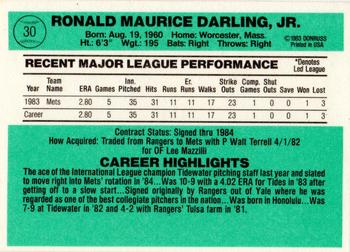 30
RONALD MAURICE DARLING, JR.
Born: Aug. 19, 1960 Home: Worcester, Mass.
Ht: 6'3" Wgt: 195 Bats: Right Throws: Right
© 1983 DONRUSS
Printed in USA
RECENT MAJOR LEAGUE PERFORMANCE *Denotes Led League
Year Team Name ERA Games Inn. Pitched Hits Runs Er. Runs Walks Strike Outs Comp. Games Shut Outs Save Won Lost
1983 Mets 2.80 5 35 31 11 11 17 23 1 0 0 1 3
Career 2.80 5 35 31 11 11 17 23 1 0 0 1 3
Contract Status: Signed thru 1984
How Acquired: Traded from Rangers to Mets with P Walt Terrell 4/1/82
for OF Lee Mazzilli
CAREER HIGHLIGHTS
The ace of the International League champion Tidewater pitching staff last year and slated to
move right into Mets' rotation in '84... Was 10-9 with a 4.02 ERA for Tides in '83 after
getting off to a slow start... Signed originally by Rangers out of Yale where he was
regarded as one of the best collegiate pitchers in the nation... Was born in Honolulu... Was
7-9 at Tidewater in '82 and 4-2 with Rangers' Tulsa farm in '81.